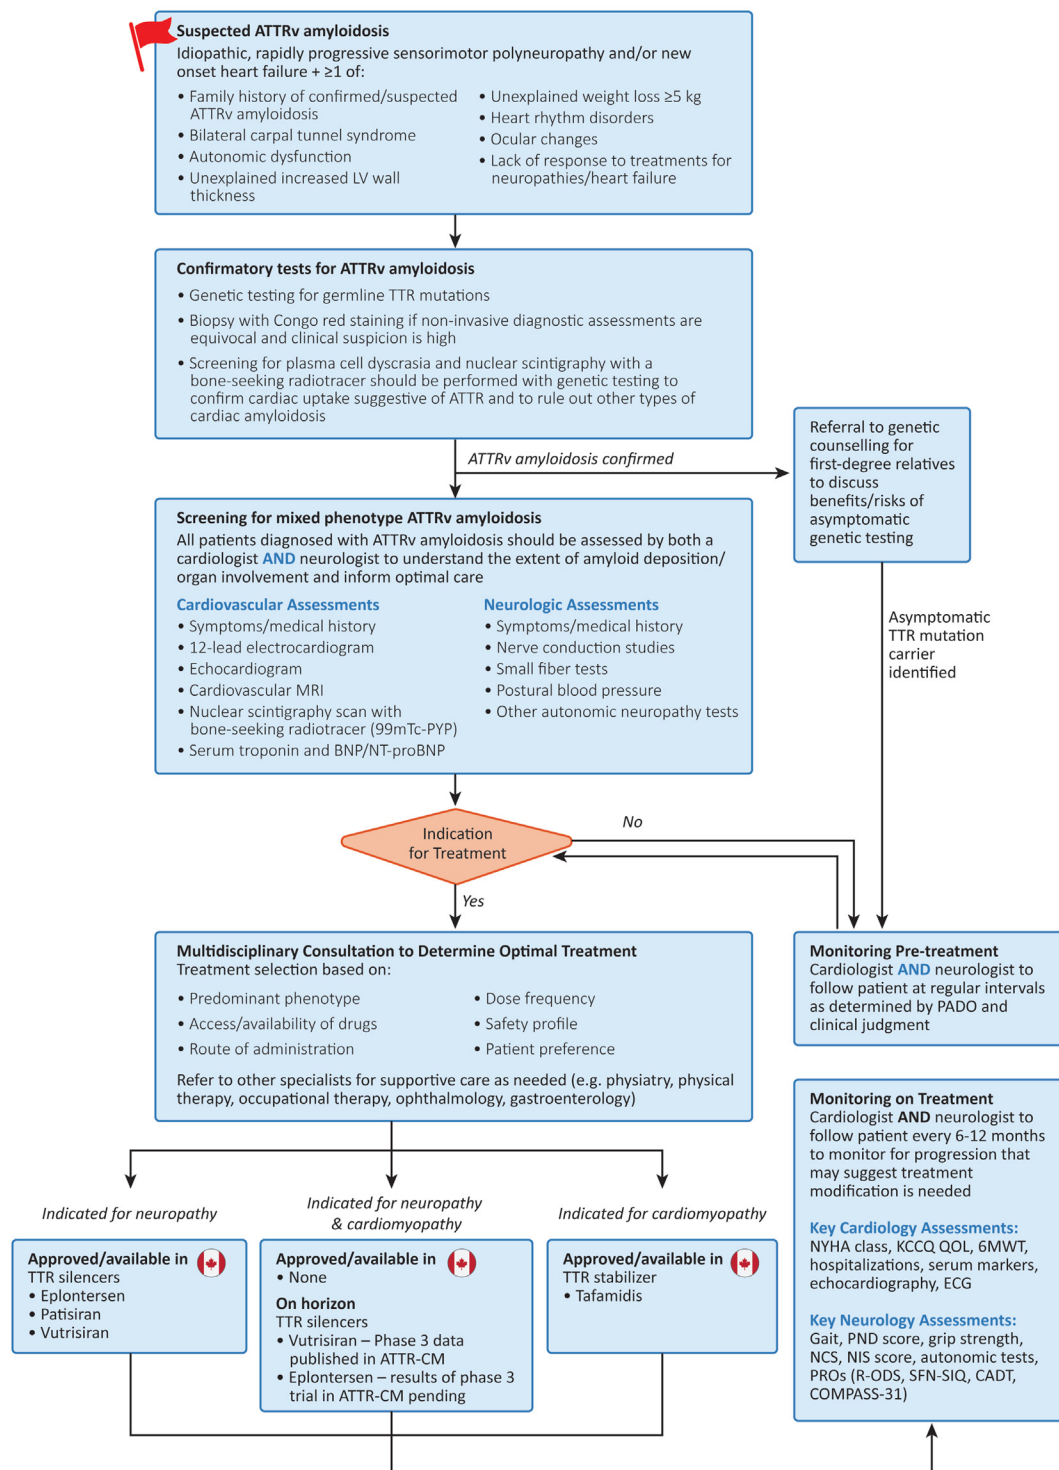 Suspected ATTRv amyloidosis
Idiopathic, rapidly progressive sensorimotor polyneuropathy and/or new
onset heart failure + ≥1 of:
• Family history of confirmed/suspected
ATTRv amyloidosis
• Bilateral carpal tunnel syndrome
• Autonomic dysfunction
• Unexplained increased LV wall
thickness
• Unexplained weight loss ≥5 kg
• Heart rhythm disorders
• Ocular changes
• Lack of response to treatments for
neuropathies/heart failure
Confirmatory tests for ATTRv amyloidosis
• Genetic testing for germline TTR mutations
• Biopsy with Congo red staining if non-invasive diagnostic assessments are
equivocal and clinical suspicion is high
• Screening for plasma cell dyscrasia and nuclear scintigraphy with a
bone-seeking radiotracer should be performed with genetic testing to
confirm cardiac uptake suggestive of ATTR and to rule out other types of
cardiac amyloidosis
ATTRv amyloidosis confirmed
Referral to genetic
counselling for
first-degree relatives
to discuss
benefits/risks of
asymptomatic
genetic testing
Screening for mixed phenotype ATTRv amyloidosis
All patients diagnosed with ATTRv amyloidosis should be assessed by both a
cardiologist AND neurologist to understand the extent of amyloid deposition/
organ involvement and inform optimal care
Cardiovascular Assessments
• Symptoms/medical history
• 12-lead electrocardiogram
• Echocardiogram
• Cardiovascular MRI
• Nuclear scintigraphy scan with
bone-seeking radiotracer (99mTc-PYP)
• Serum troponin and BNP/NT-proBNP
Neurologic Assessments
• Symptoms/medical history
• Nerve conduction studies
• Small fiber tests
• Postural blood pressure
• Other autonomic neuropathy tests
Asymptomatic
TTR mutation
carrier
identified
Indication
for Treatment
No
Yes
Multidisciplinary Consultation to Determine Optimal Treatment
Treatment selection based on:
• Predominant phenotype
• Access/availability of drugs
• Route of administration
• Dose frequency
• Safety profile
• Patient preference
Refer to other specialists for supportive care as needed (e.g. physiatry, physical
therapy, occupational therapy, ophthalmology, gastroenterology)
Monitoring Pre-treatment
Cardiologist AND neurologist to
follow patient at regular intervals
as determined by PADO and
clinical judgment
Indicated for neuropathy
Approved/available in
TTR silencers
• Eplontersen
• Patisiran
• Vutrisiran
Indicated for neuropathy
& cardiomyopathy
Approved/available in
• None
On horizon
TTR silencers
• Vutrisiran – Phase 3 data
published in ATTR-CM
• Eplontersen – results of phase 3
trial in ATTR-CM pending
Indicated for cardiomyopathy
Approved/available in
TTR stabilizer
• Tafamidis
Monitoring on Treatment
Cardiologist AND neurologist to
follow patient every 6-12 months
to monitor for progression that
may suggest treatment
modification is needed
Key Cardiology Assessments:
NYHA class, KCCQ QOL, 6MWT,
hospitalizations, serum markers,
echocardiography, ECG
Key Neurology Assessments:
Gait, PND score, grip strength,
NCS, NIS score, autonomic tests,
PROs (R-ODS, SFN-SIQ, CADT,
COMPASS-31)